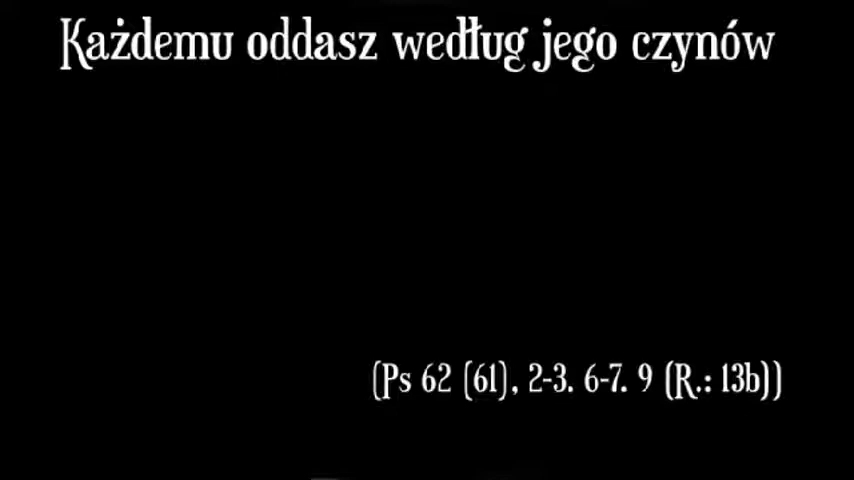 Każdemu oddasz według jego czynów
(Ps 62 (61), 2-3. 6-7. 9 (R.: 13b))